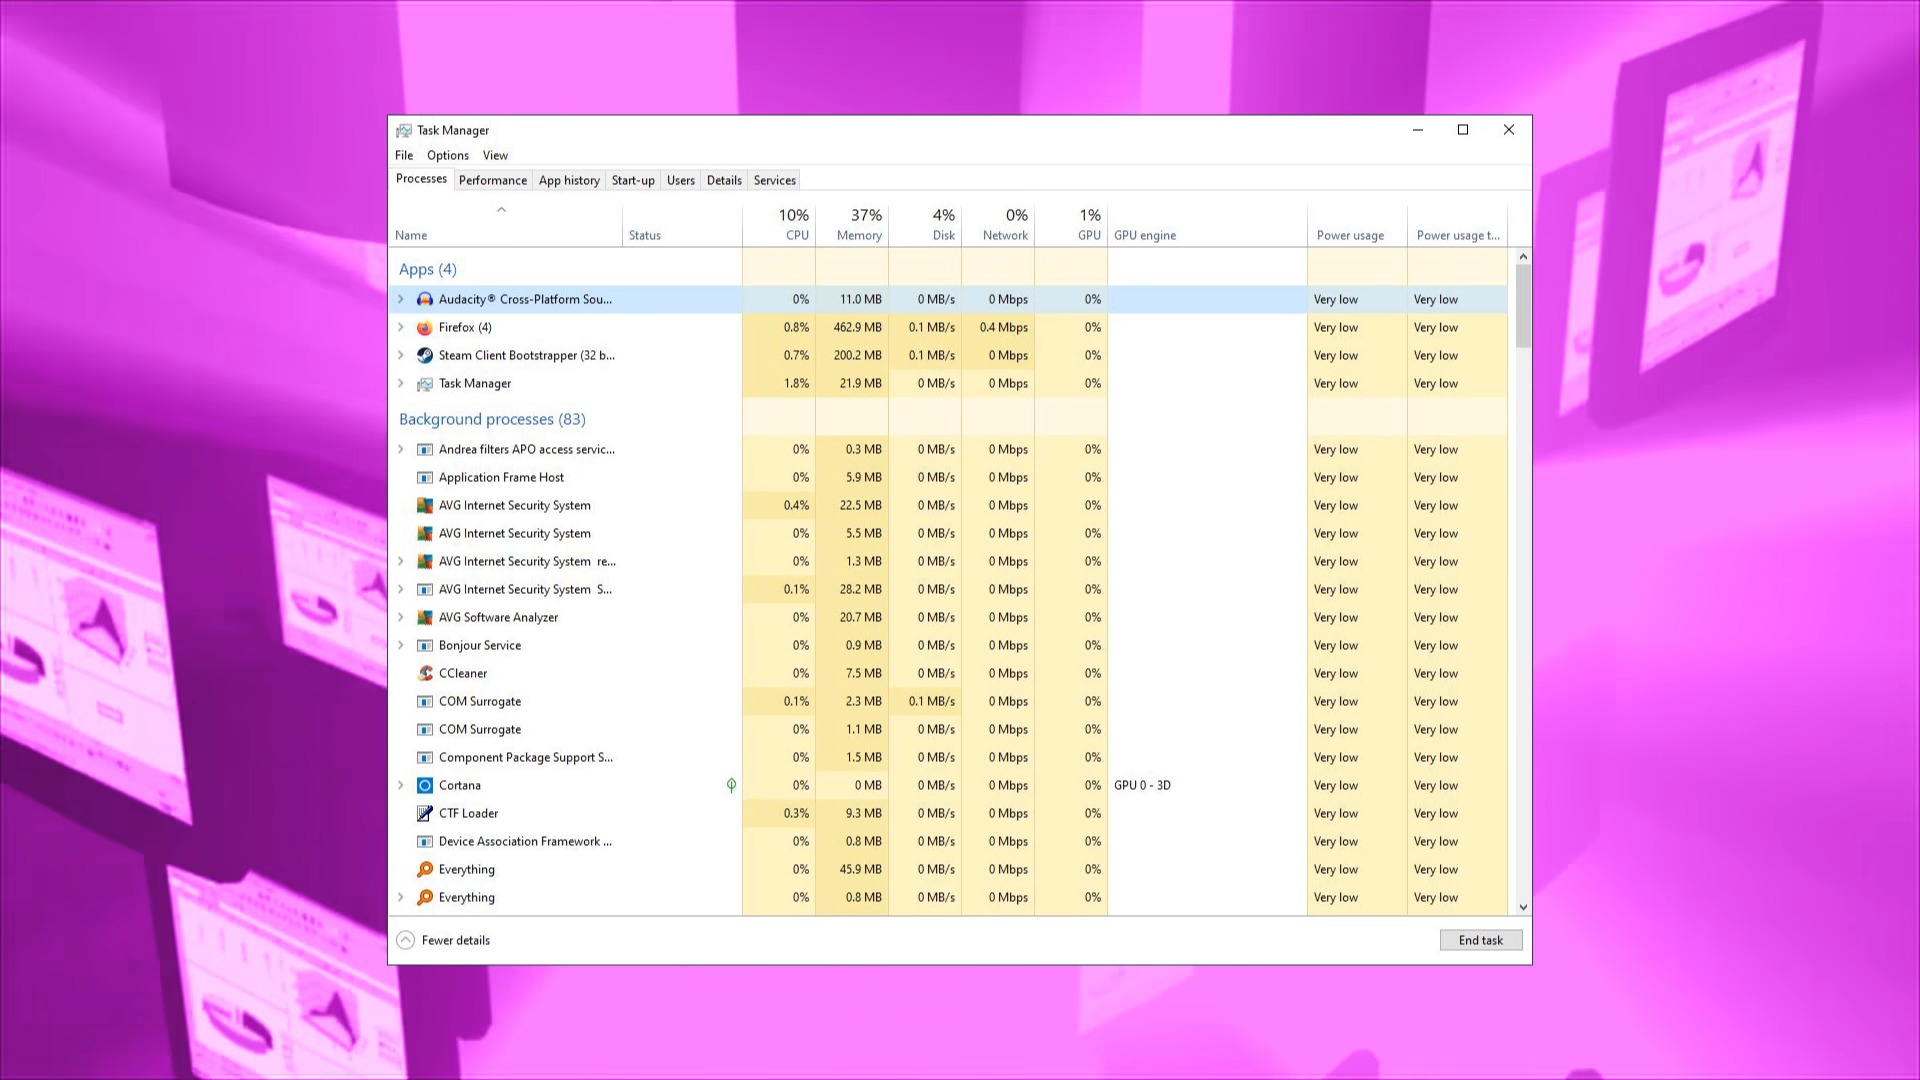 Task Manager
File Options View
Processes Performance App history Start-up Users Details Services
10% 37% 4% 0% 1%
Name Status CPU Memory Disk Network GPU GPU engine Power usage Power usage t...
Apps (4)
Audacity® Cross-Platform Sou... 0% 11.0 MB 0 MB/s 0 Mbps 0% Very low Very low
Firefox (4) 0.8% 462.9 MB 0.1 MB/s 0.4 Mbps 0% Very low Very low
Steam Client Bootstrapper (32 b... 0.7% 200.2 MB 0.1 MB/s 0 Mbps 0% Very low Very low
Task Manager 1.8% 21.9 MB 0 MB/s 0 Mbps 0% Very low Very low
Background processes (83)
Andrea filters APO access servic... 0% 0.3 MB 0 MB/s 0 Mbps 0% Very low Very low
Application Frame Host 0% 5.9 MB 0 MB/s 0 Mbps 0% Very low Very low
AVG Internet Security System 0.4% 22.5 MB 0 MB/s 0 Mbps 0% Very low Very low
AVG Internet Security System 0% 5.5 MB 0 MB/s 0 Mbps 0% Very low Very low
AVG Internet Security System re... 0% 1.3 MB 0 MB/s 0 Mbps 0% Very low Very low
AVG Internet Security System S... 0.1% 28.2 MB 0 MB/s 0 Mbps 0% Very low Very low
AVG Software Analyzer 0% 20.7 MB 0 MB/s 0 Mbps 0% Very low Very low
Bonjour Service 0% 0.9 MB 0 MB/s 0 Mbps 0% Very low Very low
CCleaner 0% 7.5 MB 0 MB/s 0 Mbps 0% Very low Very low
COM Surrogate 0.1% 2.3 MB 0.1 MB/s 0 Mbps 0% Very low Very low
COM Surrogate 0% 1.1 MB 0 MB/s 0 Mbps 0% Very low Very low
Component Package Support S... 0% 1.5 MB 0 MB/s 0 Mbps 0% Very low Very low
Cortana 0% 0 MB 0 MB/s 0 Mbps 0% GPU 0 - 3D Very low Very low
CTF Loader 0.3% 9.3 MB 0 MB/s 0 Mbps 0% Very low Very low
Device Association Framework ... 0% 0.8 MB 0 MB/s 0 Mbps 0% Very low Very low
Everything 0% 45.9 MB 0 MB/s 0 Mbps 0% Very low Very low
Everything 0% 0.8 MB 0 MB/s 0 Mbps 0% Very low Very low
Fewer details End task